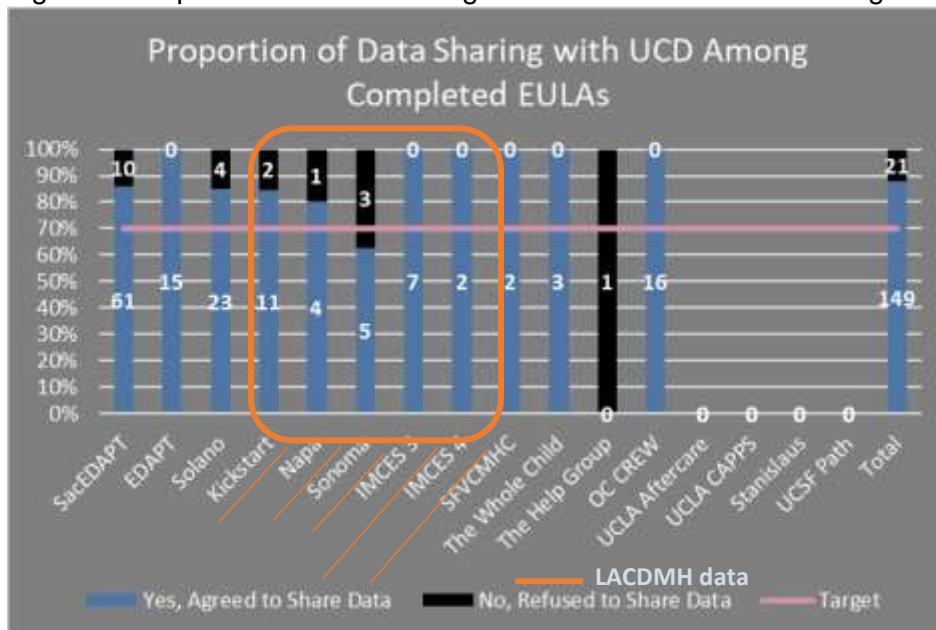 Proportion of Data Sharing with UCD Among
Completed EULAs
100%
90%
80%
70%
60%
50%
40%
30%
20%
10%
0%
10 0 4 2 1 3 0 0 0 0 0 21
61 15 23 11 4 5 7 2 2 3 1 16 149
0 0 0 0 0
SacEDAPT
EDAPT
Solano
Kickstart
Napa
Sonoma
IMCES 3
IMCES 4
SFVCMHC
The Whole Child
The Help Group
OC CREW
UCLA Aftercare
UCLA CAPPS
Stanislaus
UCSF Path
Total
LACDMH data
Yes, Agreed to Share Data No, Refused to Share Data Target